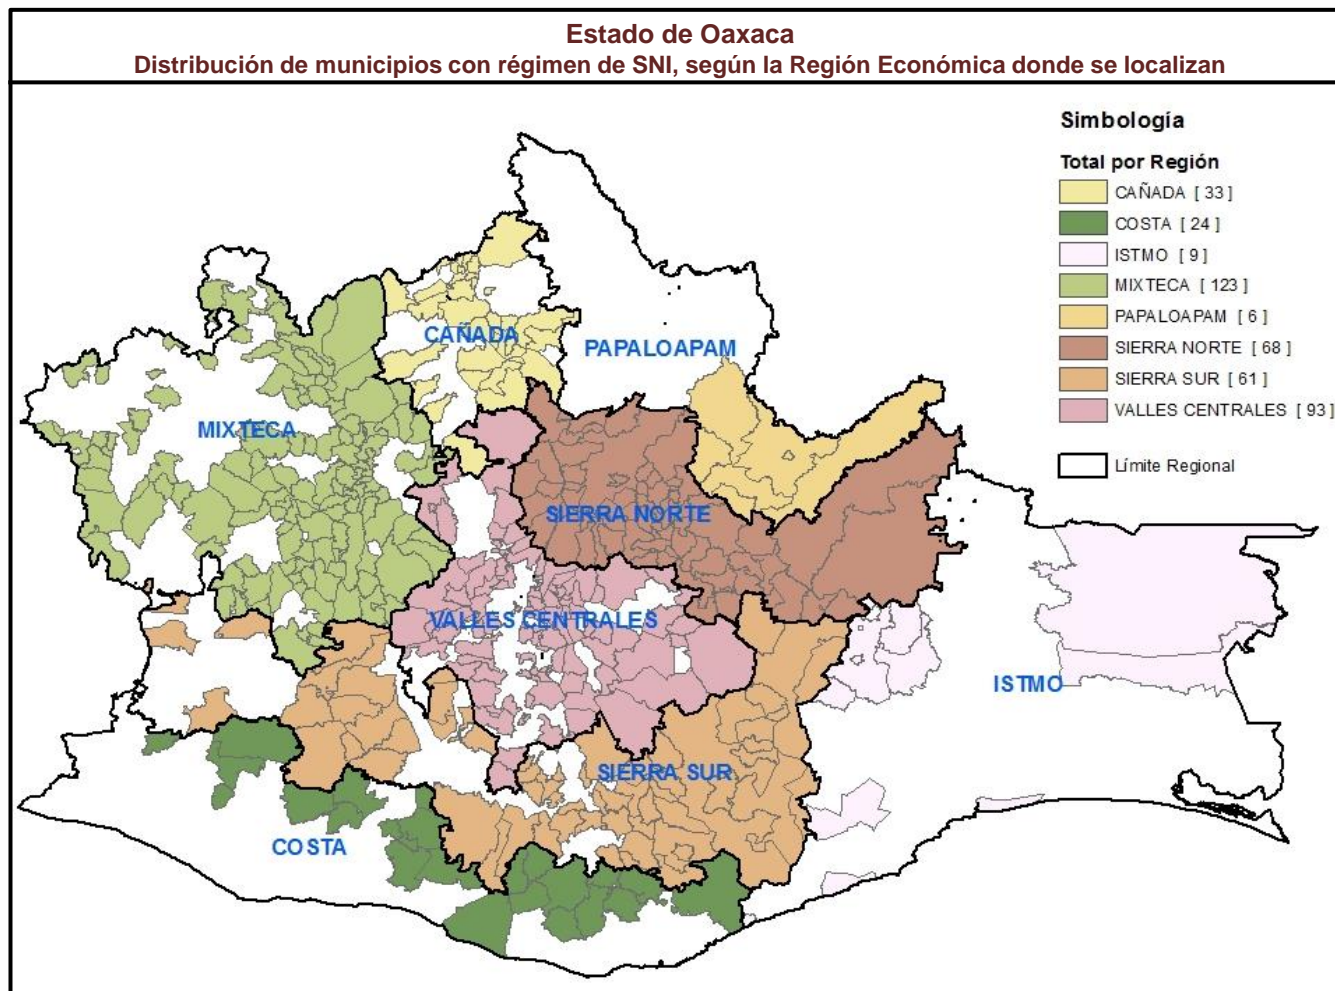 Estado de Oaxaca
Distribución de municipios con régimen de SNI, según la Región Económica donde se localizan
Simbología
Total por Región
CAÑADA [ 33 ]
COSTA [ 24 ]
ISTMO [ 9 ]
MIXTECA [ 123 ]
PAPALOAPAM [ 6 ]
SIERRA NORTE [ 68 ]
SIERRA SUR [ 61 ]
VALLES CENTRALES [ 93 ]
Límite Regional
CAÑADA
PAPALOAPAM
MIXTECA
SIERRA NORTE
VALLES CENTRALES
ISTMO
SIERRA SUR
COSTA